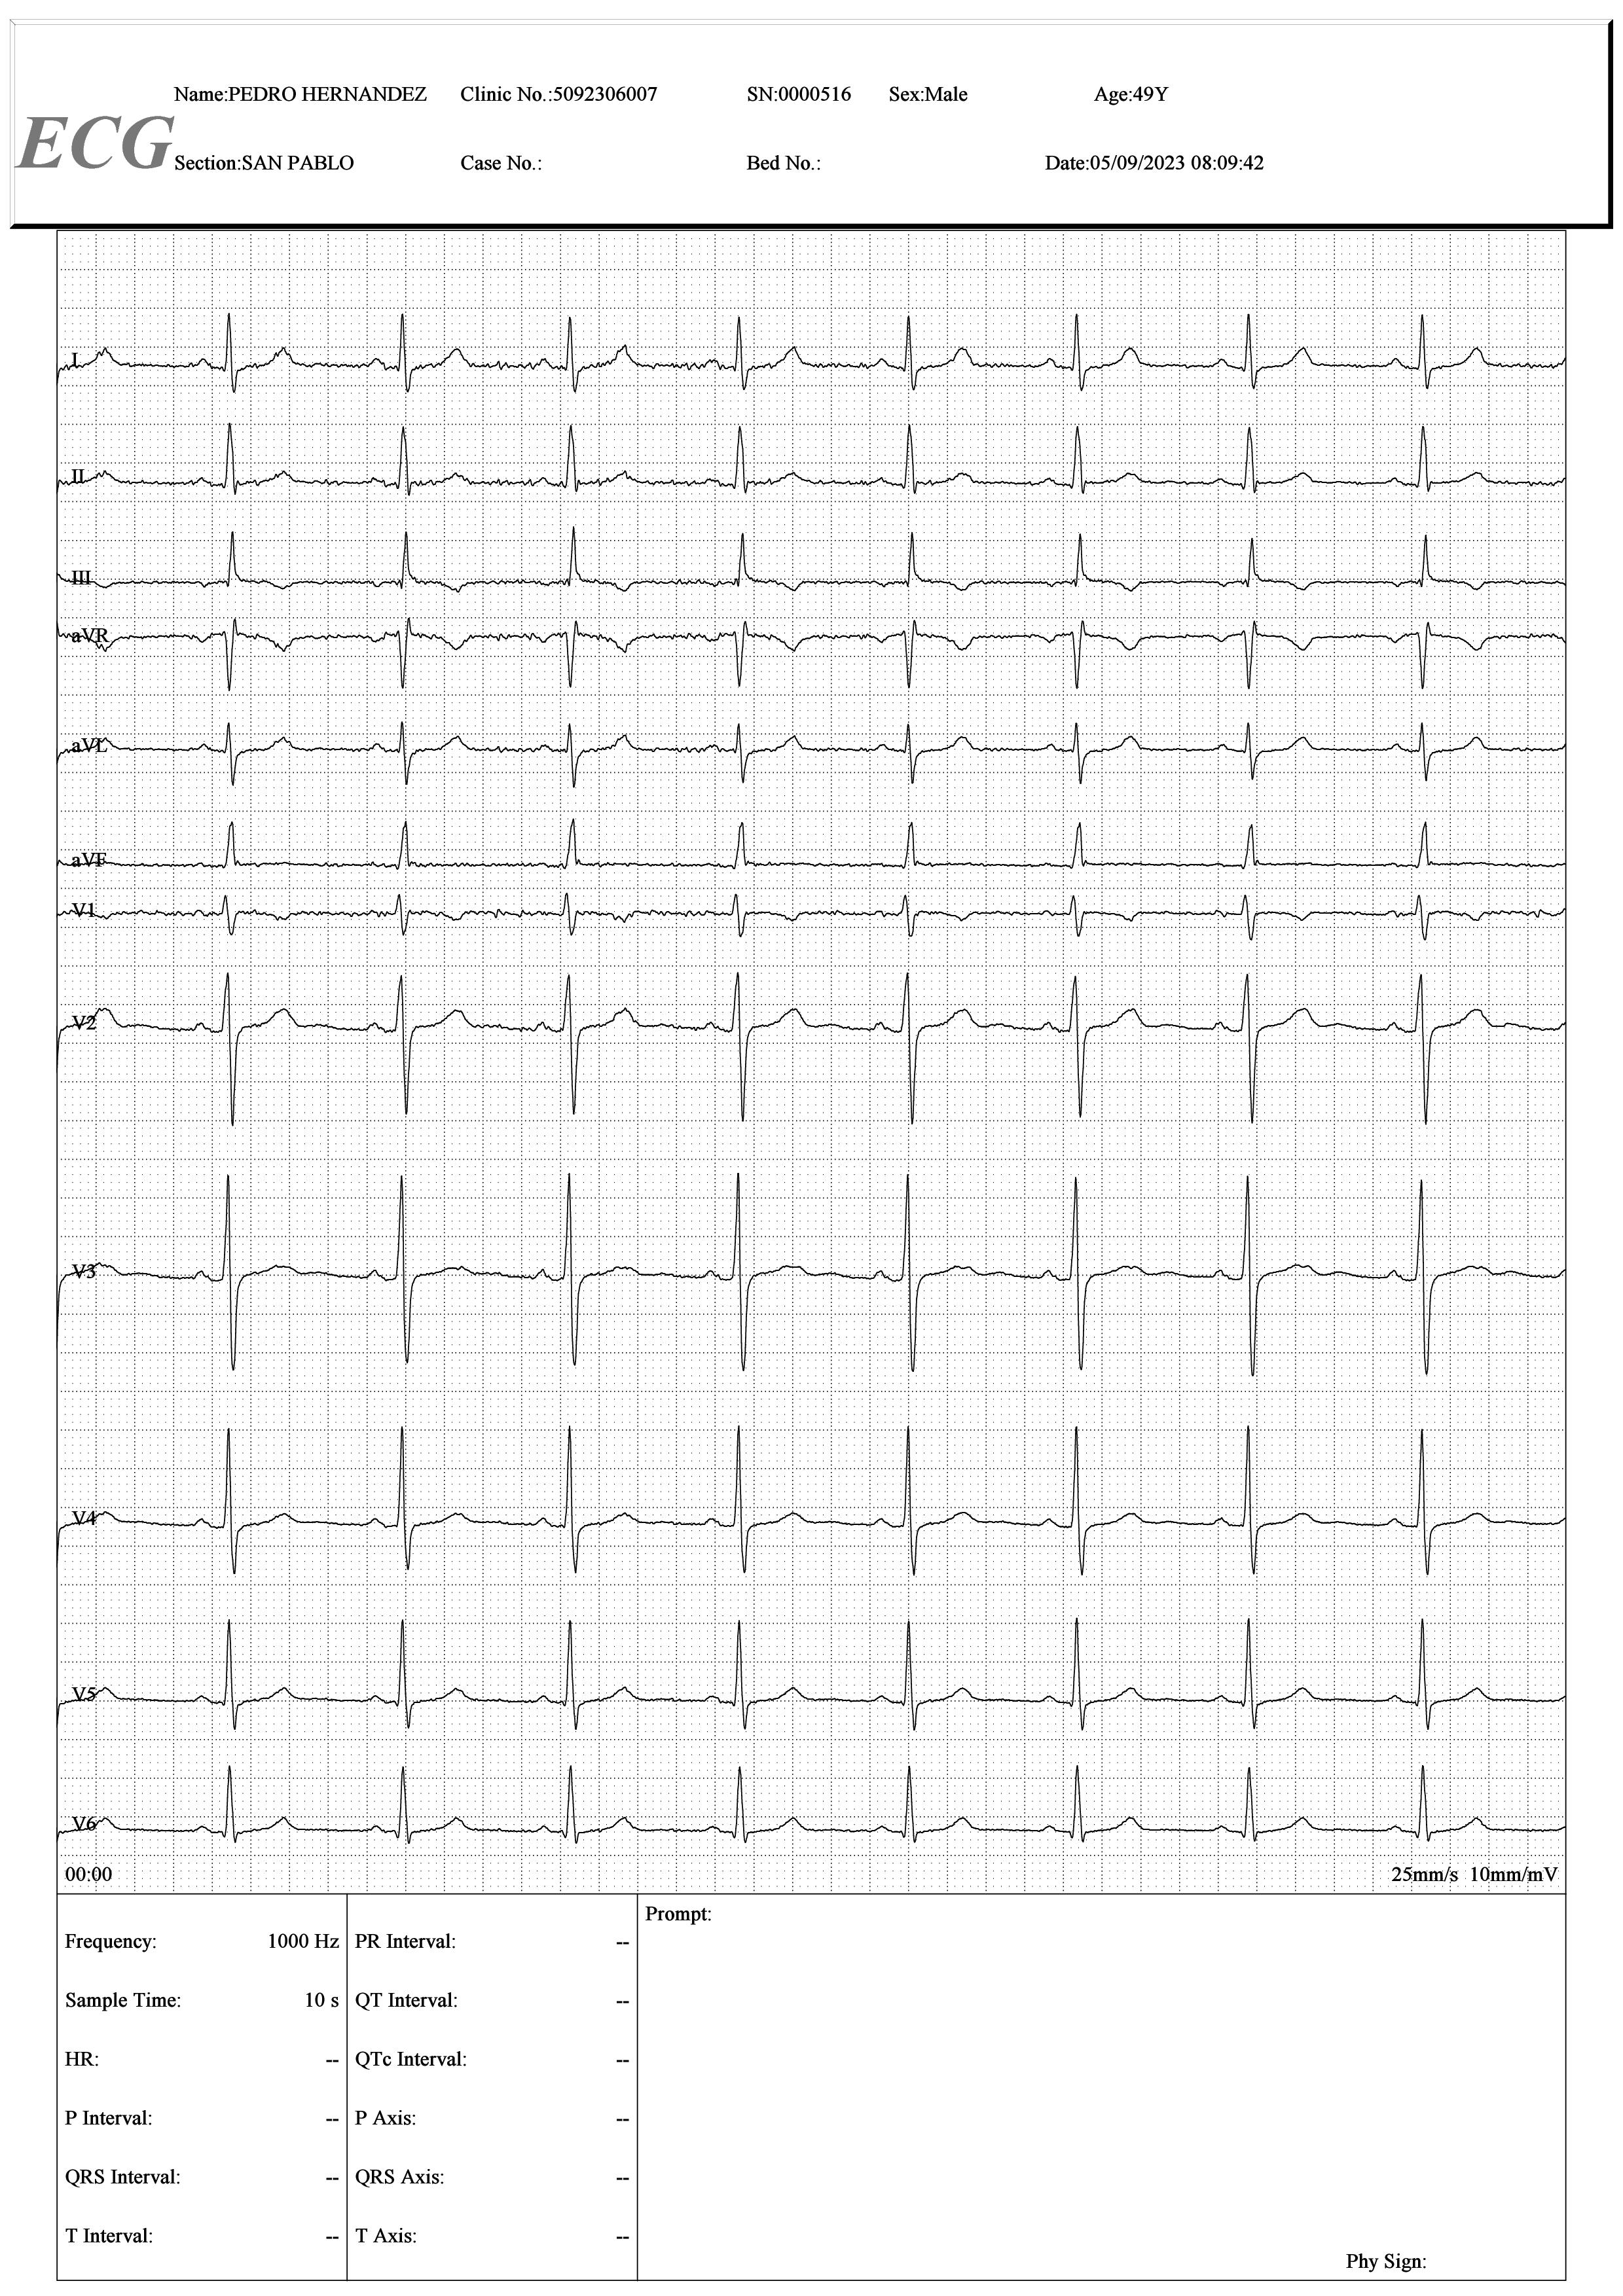 Name:PEDRO HERNANDEZ Clinic No.:5092306007 SN:0000516 Sex:Male Age:49Y
ECG
Section:SAN PABLO Case No.: Bed No.: Date:05/09/2023 08:09:42
I
II
III
aVR
aVL
aVF
V1
V2
V3
V4
V5
V6
00:00 25mm/s 10mm/mV
Prompt:
Frequency: 1000 Hz PR Interval: --
Sample Time: 10 s QT Interval: --
HR: -- QTc Interval: --
P Interval: -- P Axis: --
QRS Interval: -- QRS Axis: --
T Interval: -- T Axis: --
Phy Sign: